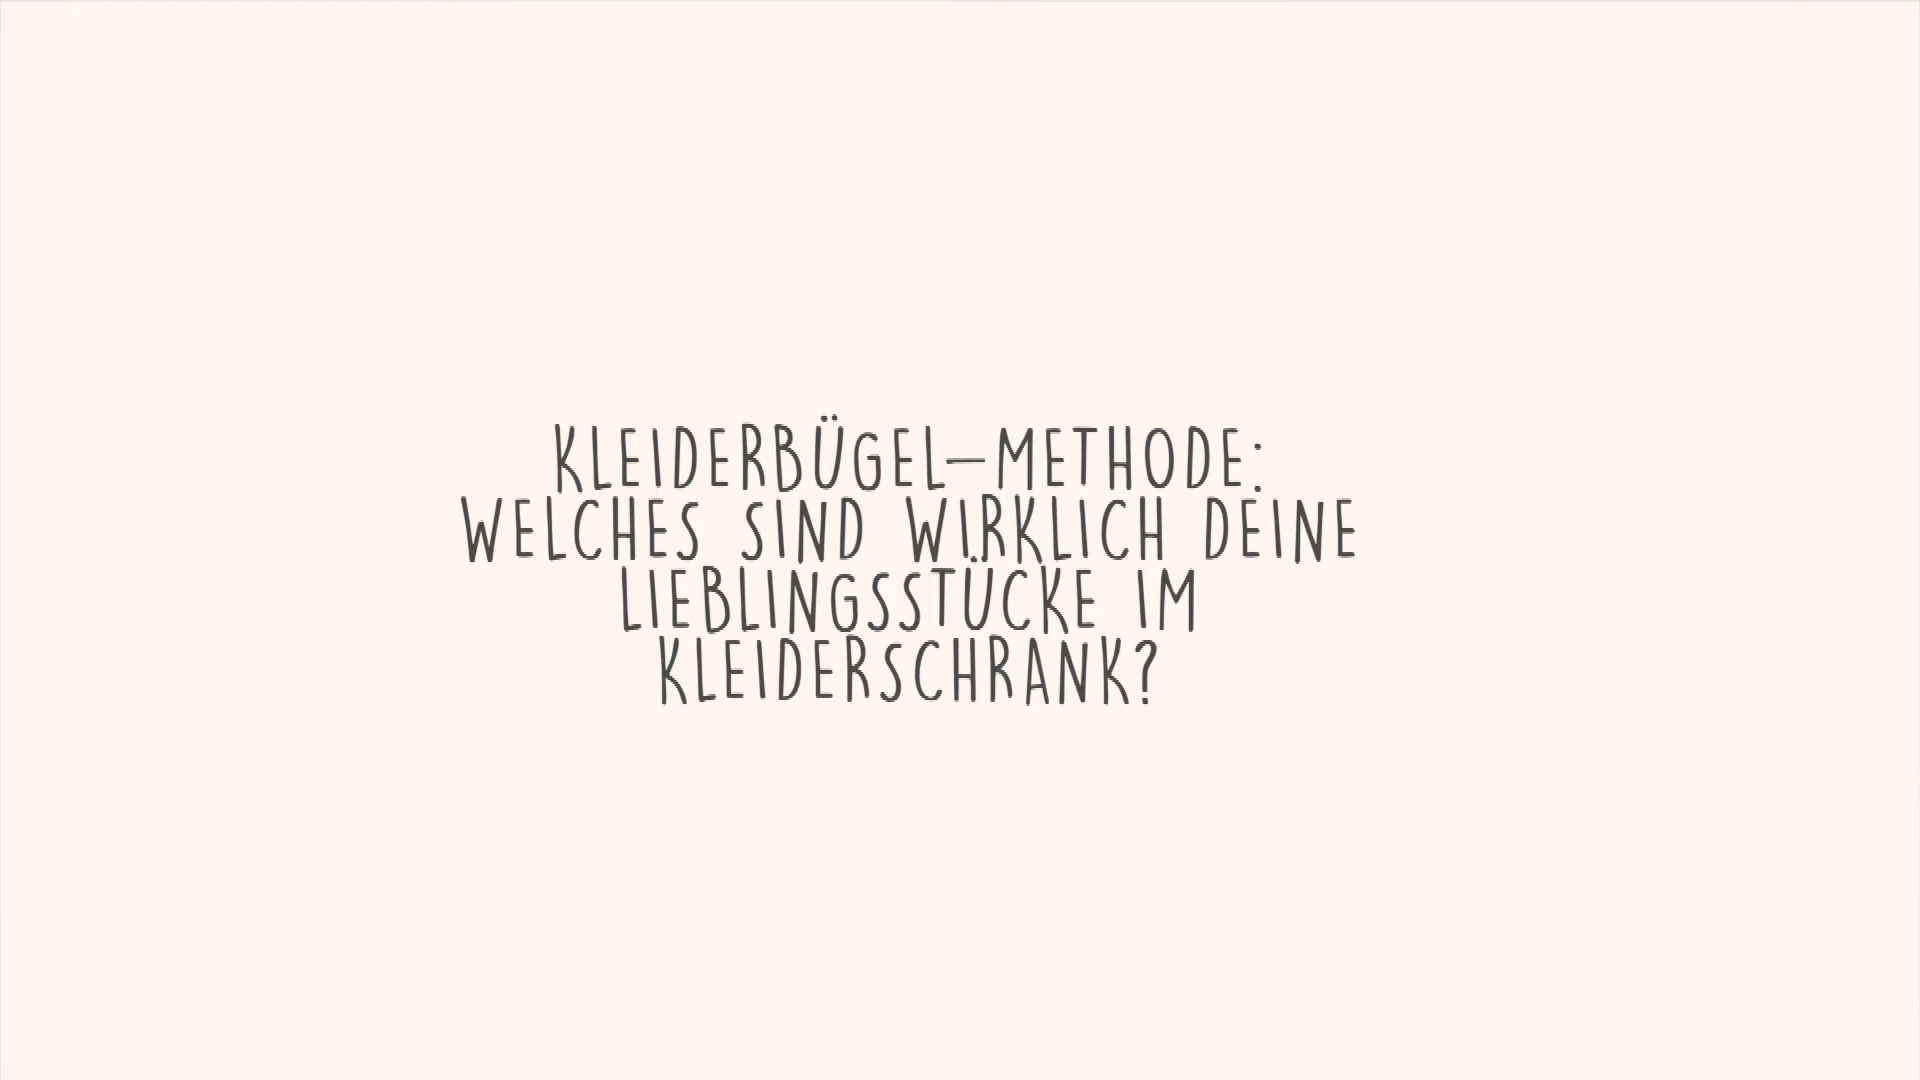 KLEIDERBÜGEL–METHODE:
WELCHES SIND WIRKLICH DEINE
LIEBLINGSSTÜCKE IM
KLEIDERSCHRANK?